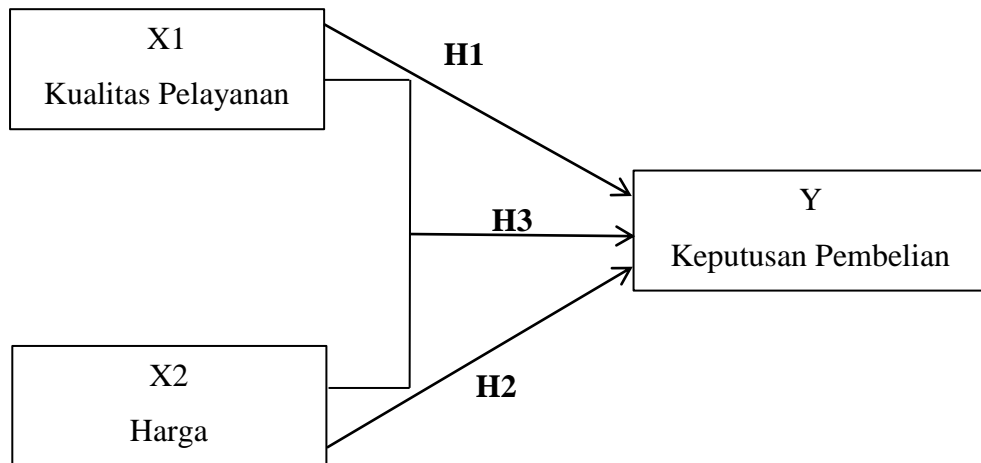 X1
Kualitas Pelayanan
H1
Y
Keputusan Pembelian
H3
X2
Harga
H2